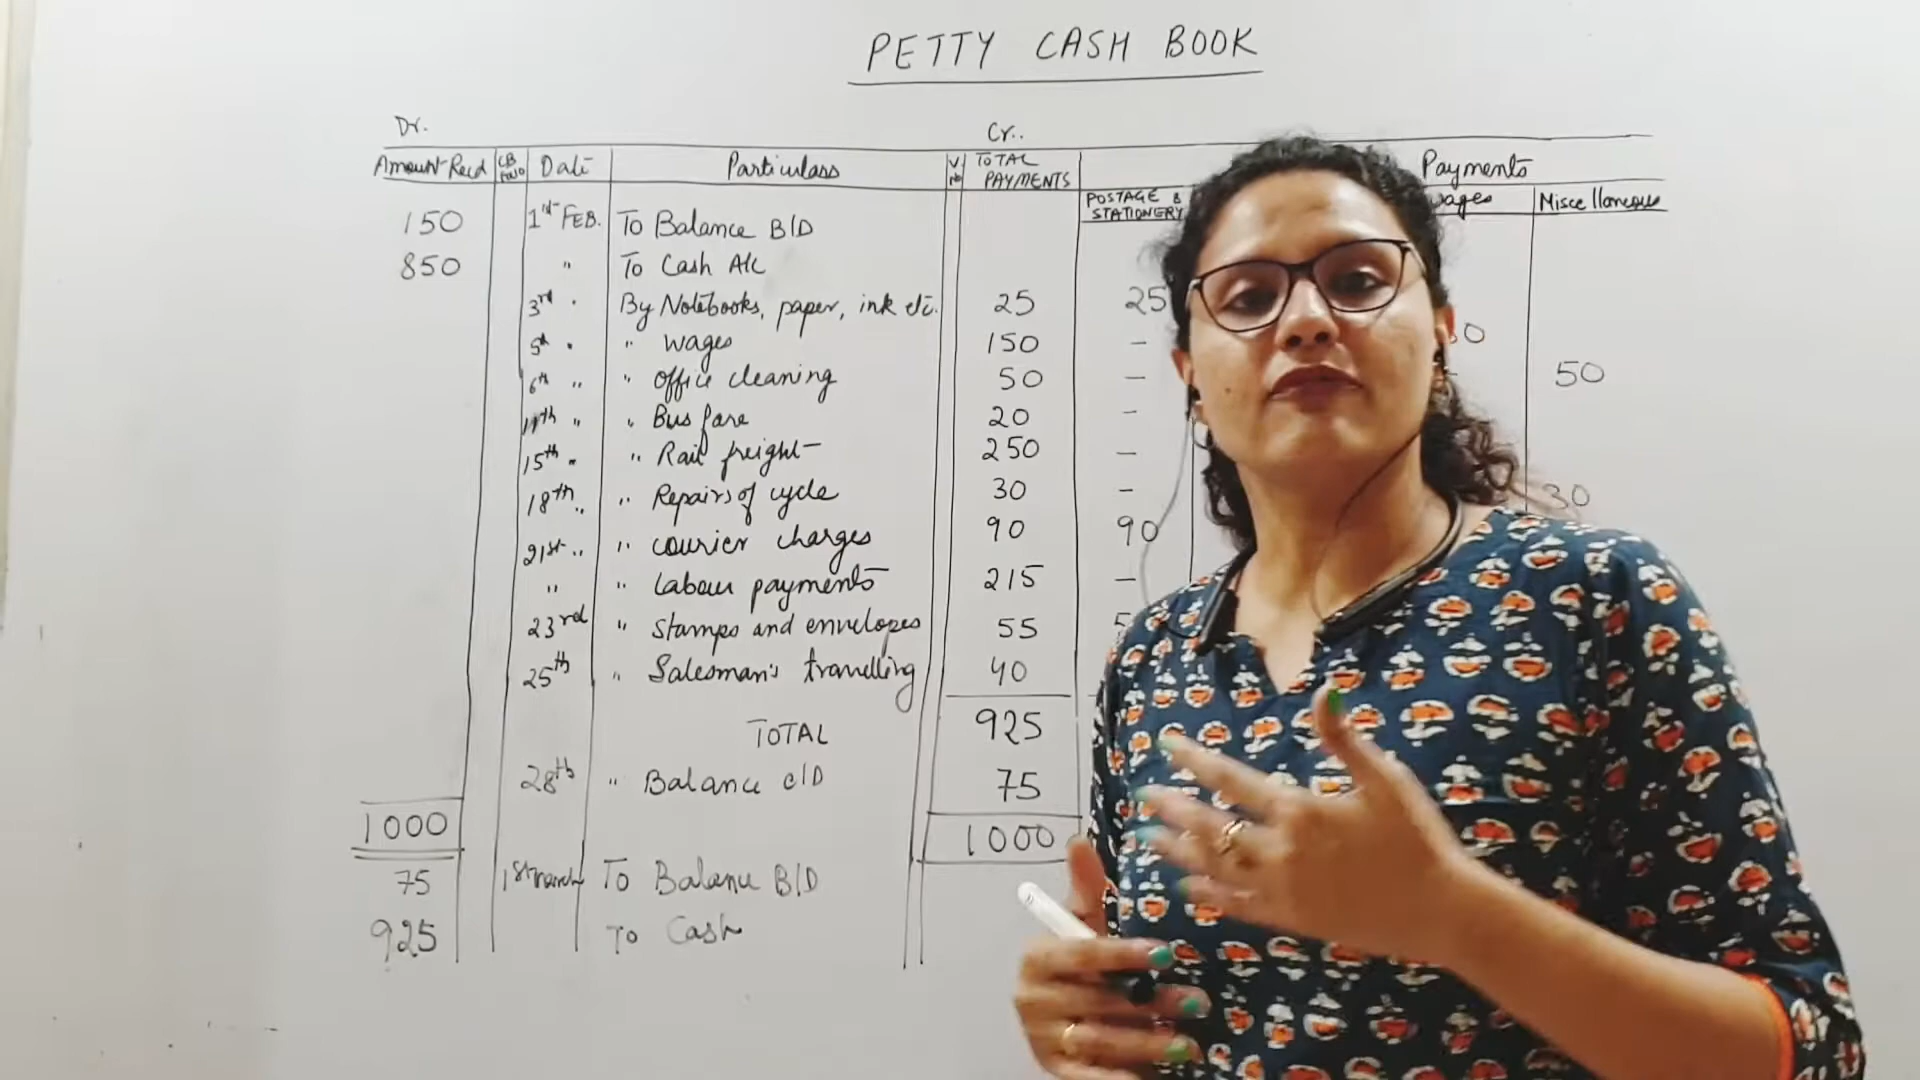 PETTY CASH BOOK
Dr. Cr..
Amount Recd Date Particulars V. No TOTAL PAYMENTS Payments
POSTAGE & STATIONERY wages Miscellaneous
150 1st FEB. To Balance B/D
850 " To Cash A/c
3rd " By Notebooks, paper, ink etc. 25 25
5th " " wages 150 -
6th " " office cleaning 50 - 50
11th " " Bus fare 20 -
15th " " Rail freight 250 -
18th " " Repairs of cycle 30 - 30
21st " " courier charges 90 90
" " Labour payments 215 -
23rd " Stamps and envelopes 55
25th " Salesman's travelling 40
TOTAL 925
28th " Balance c/D 75
1000 1000
75 1st March To Balance B/D
925 To Cash